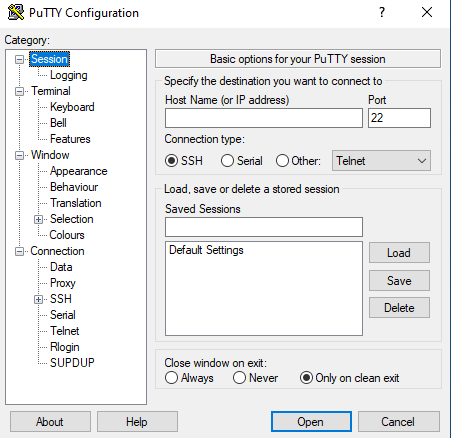 PuTTY Configuration
?
Category:
Session
Logging
Terminal
Keyboard
Bell
Features
Window
Appearance
Behaviour
Translation
Selection
Colours
Connection
Data
Proxy
SSH
Serial
Telnet
Rlogin
SUPDUP
Basic options for your PuTTY session
Specify the destination you want to connect to
Host Name (or IP address) Port
22
Connection type:
SSH Serial Other: Telnet
Load, save or delete a stored session
Saved Sessions
Default Settings
Load
Save
Delete
Close window on exit:
Always Never Only on clean exit
About Help Open Cancel